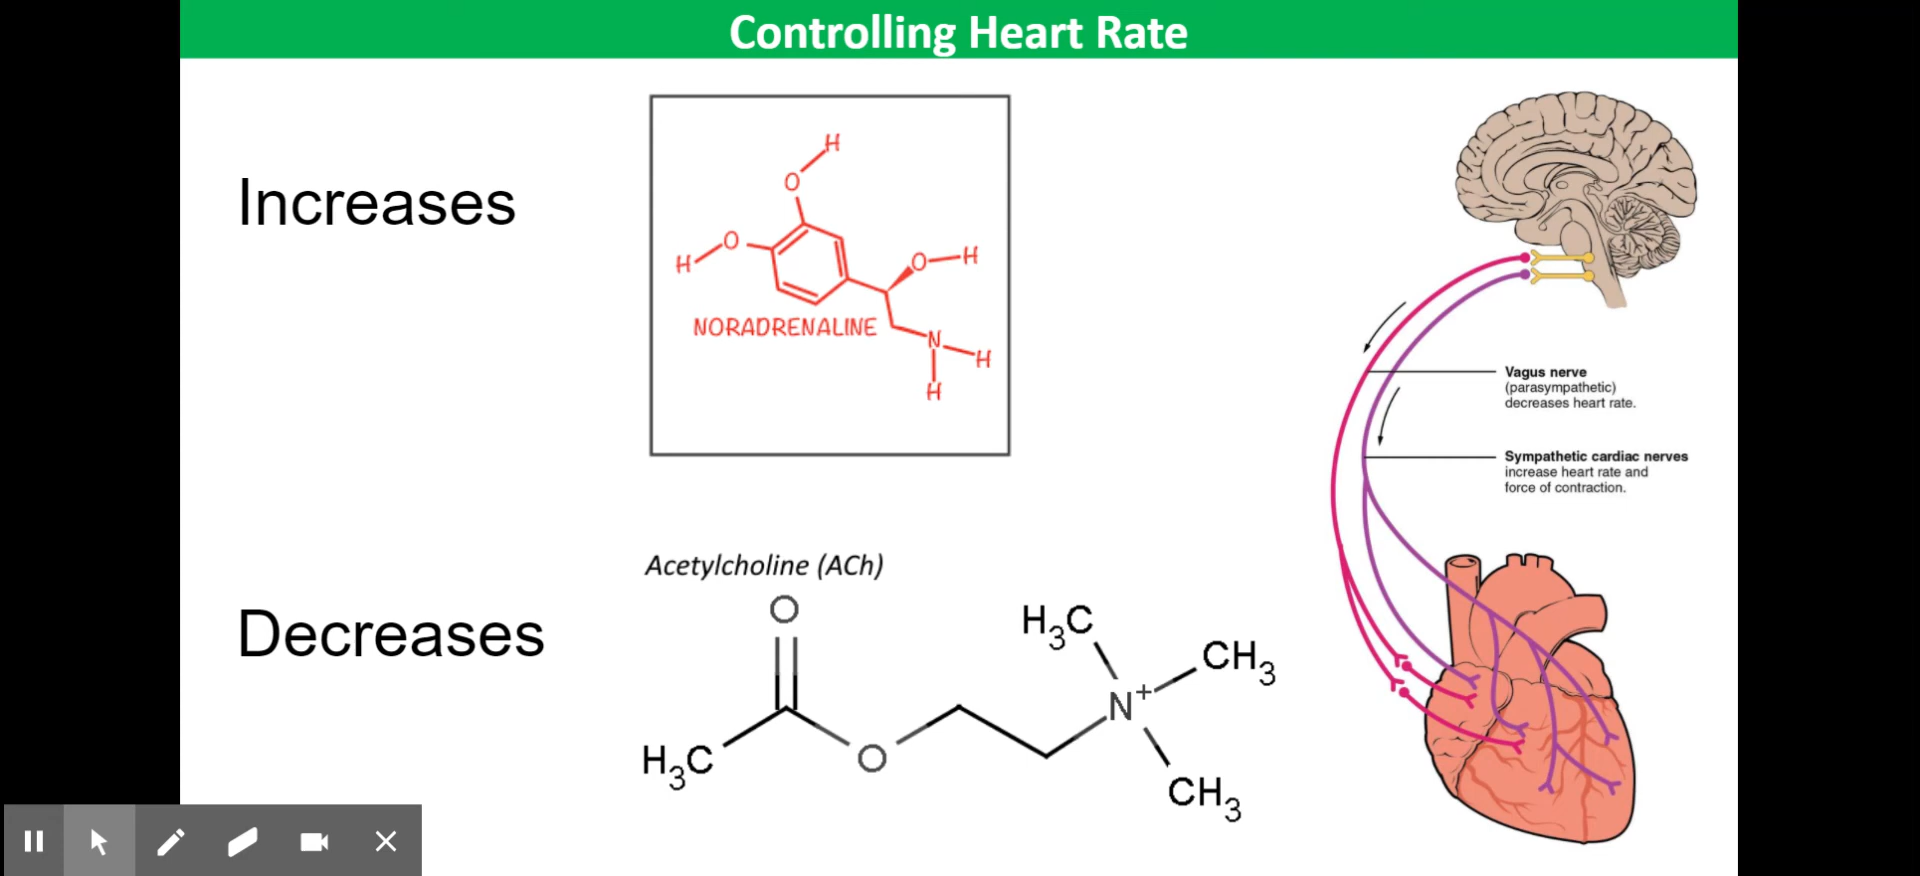 Controlling Heart Rate
Increases
H
O
O
H
O
H
NORADRENALINE
N
H
H
Vagus nerve
(parasympathetic)
decreases heart rate.
Sympathetic cardiac nerves
increase heart rate and
force of contraction.
Decreases
Acetylcholine (ACh)
O
H3C
CH3
N+
H3C
O
CH3